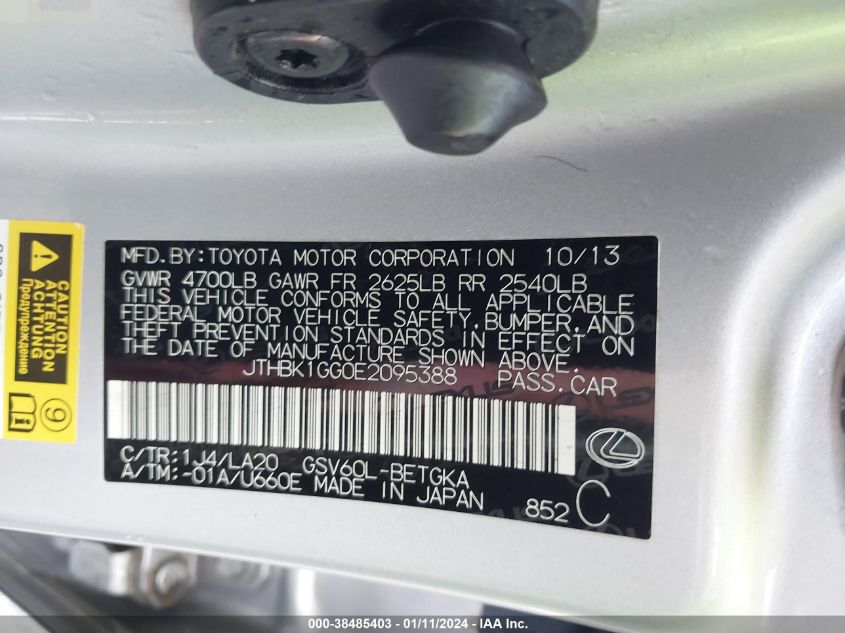 MFD.BY:TOYOTA MOTOR CORPORATION 10/13
GVWR 4700LB GAWR FR 2625LB RR 2540LB
THIS VEHICLE CONFORMS TO ALL APPLICABLE
FEDERAL MOTOR VEHICLE SAFETY,BUMPER,AND
THEFT PREVENTION STANDARDS IN EFFECT ON
THE DATE OF MANUFACTURE SHOWN ABOVE.
JTHBK1GG0E2095388 PASS.CAR
C/TR:1J4/LA20 GSV60L-BETGKA
A/TM:-01A/U660E MADE IN JAPAN
852 C
ATTENTION
ACHTUNG
Предупреждение
9
000-38485403 - 01/11/2024 - IAA Inc.